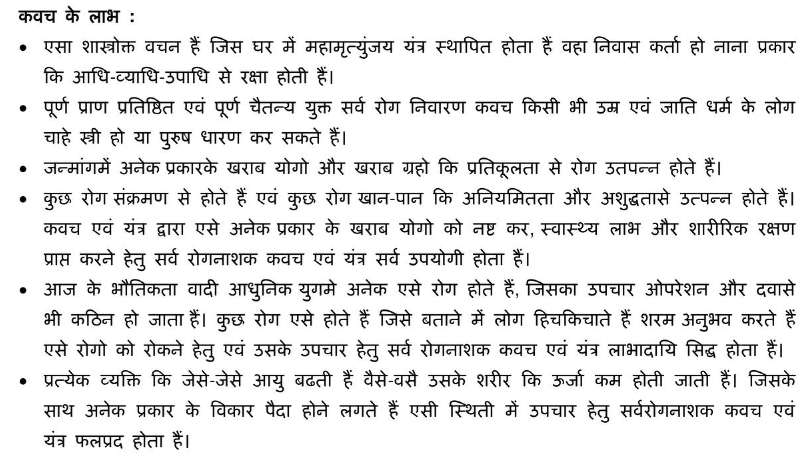 कवच के लाभ :
• एसा शास्त्रोक्त वचन हैं जिस घर में महामृत्युंजय यंत्र स्थापित होता हैं वहा निवास कर्ता हो नाना प्रकार
कि आधि-व्याधि-उपाधि से रक्षा होती हैं।
• पूर्ण प्राण प्रतिष्ठित एवं पूर्ण चैतन्य युक्त सर्व रोग निवारण कवच किसी भी उम्र एवं जाति धर्म के लोग
चाहे स्त्री हो या पुरुष धारण कर सकते हैं।
• जन्मांगमें अनेक प्रकारके खराब योगो और खराब ग्रहो कि प्रतिकूलता से रोग उतपन्न होते हैं।
• कुछ रोग संक्रमण से होते हैं एवं कुछ रोग खान-पान कि अनियमितता और अशुद्धतासे उत्पन्न होते हैं।
कवच एवं यंत्र द्वारा एसे अनेक प्रकार के खराब योगो को नष्ट कर, स्वास्थ्य लाभ और शारीरिक रक्षण
प्राप्त करने हेतु सर्व रोगनाशक कवच एवं यंत्र सर्व उपयोगी होता हैं।
• आज के भौतिकता वादी आधुनिक युगमे अनेक एसे रोग होते हैं, जिसका उपचार ओपरेशन और दवासे
भी कठिन हो जाता हैं। कुछ रोग एसे होते हैं जिसे बताने में लोग हिचकिचाते हैं शरम अनुभव करते हैं
एसे रोगो को रोकने हेतु एवं उसके उपचार हेतु सर्व रोगनाशक कवच एवं यंत्र लाभादायि सिद्ध होता हैं।
• प्रत्येक व्यक्ति कि जेसे-जेसे आयु बढती हैं वैसे-वसै उसके शरीर कि ऊर्जा कम होती जाती हैं। जिसके
साथ अनेक प्रकार के विकार पैदा होने लगते हैं एसी स्थिती में उपचार हेतु सर्वरोगनाशक कवच एवं
यंत्र फलप्रद होता हैं।